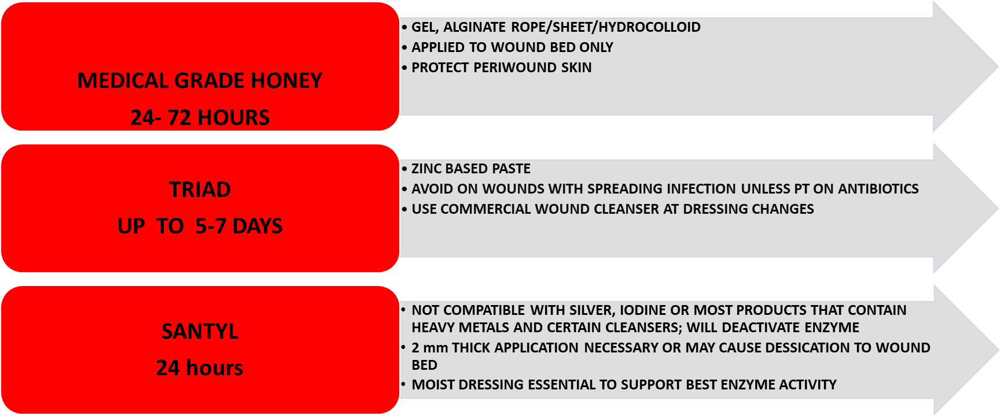 MEDICAL GRADE HONEY
24- 72 HOURS
• GEL, ALGINATE ROPE/SHEET/HYDROCOLLOID
• APPLIED TO WOUND BED ONLY
• PROTECT PERIWOUND SKIN
TRIAD
UP TO 5-7 DAYS
• ZINC BASED PASTE
• AVOID ON WOUNDS WITH SPREADING INFECTION UNLESS PT ON ANTIBIOTICS
• USE COMMERCIAL WOUND CLEANSER AT DRESSING CHANGES
SANTYL
24 hours
• NOT COMPATIBLE WITH SILVER, IODINE OR MOST PRODUCTS THAT CONTAIN
HEAVY METALS AND CERTAIN CLEANSERS; WILL DEACTIVATE ENZYME
• 2 mm THICK APPLICATION NECESSARY OR MAY CAUSE DESSICATION TO WOUND
BED
• MOIST DRESSING ESSENTIAL TO SUPPORT BEST ENZYME ACTIVITY